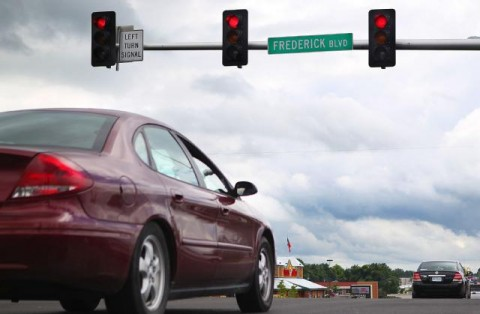 LEFT
TURN
SIGNAL
FREDERICK BLVD